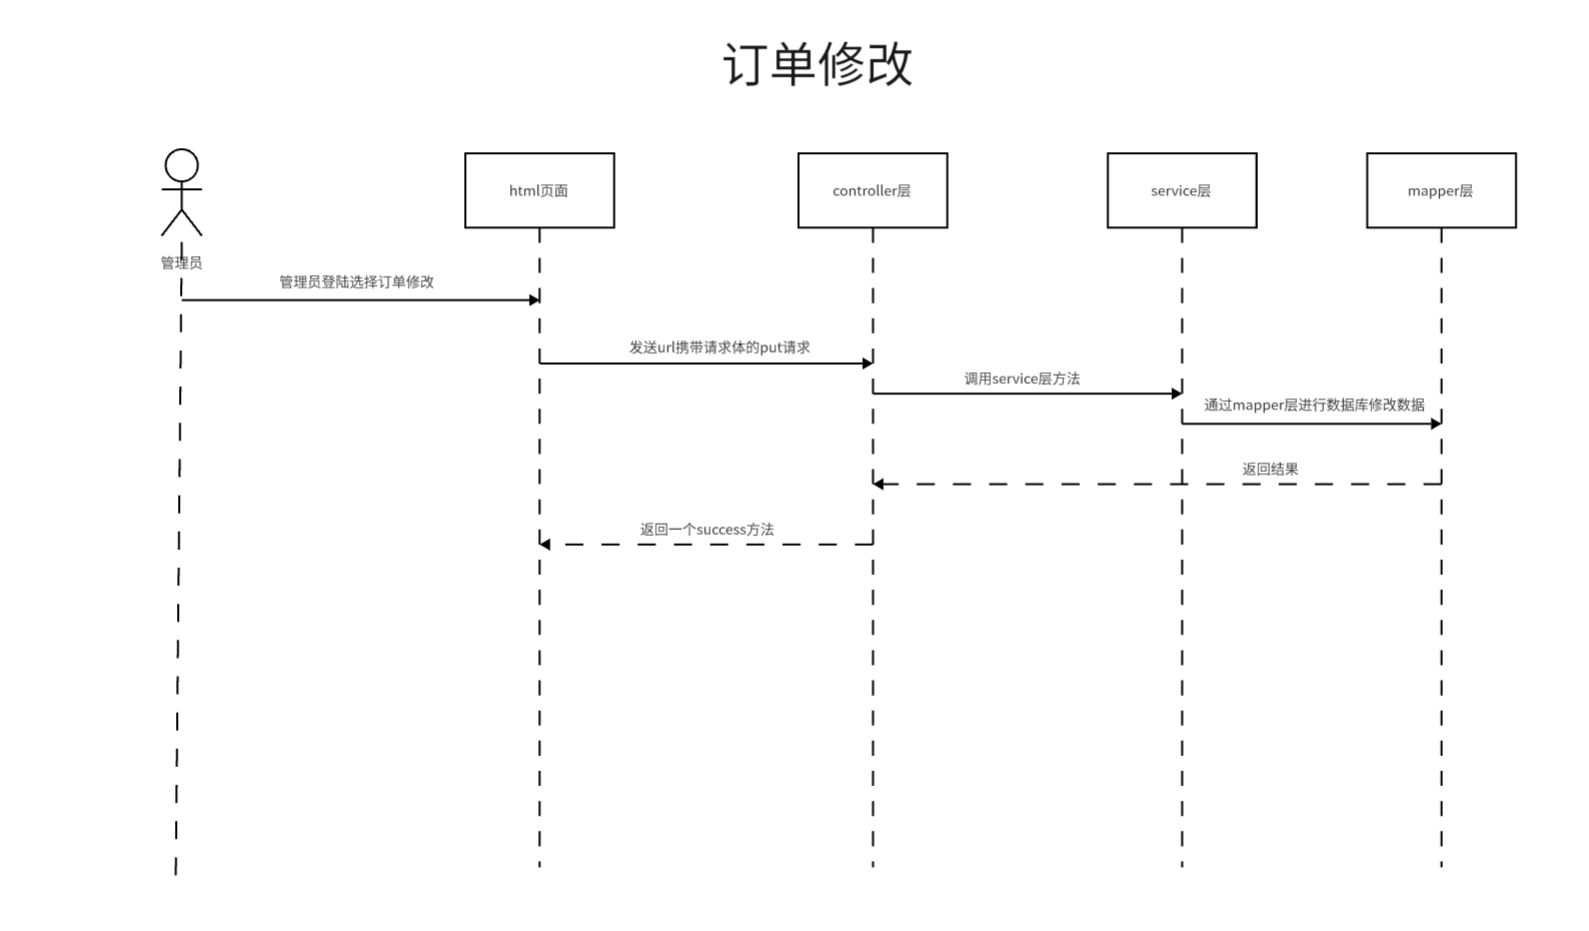 订单修改
html页面
controller层
service层
mapper层
管理员
管理员登陆选择订单修改
发送url携带请求体的put请求
调用service层方法
通过mapper层进行数据库修改数据
返回结果
返回一个success方法